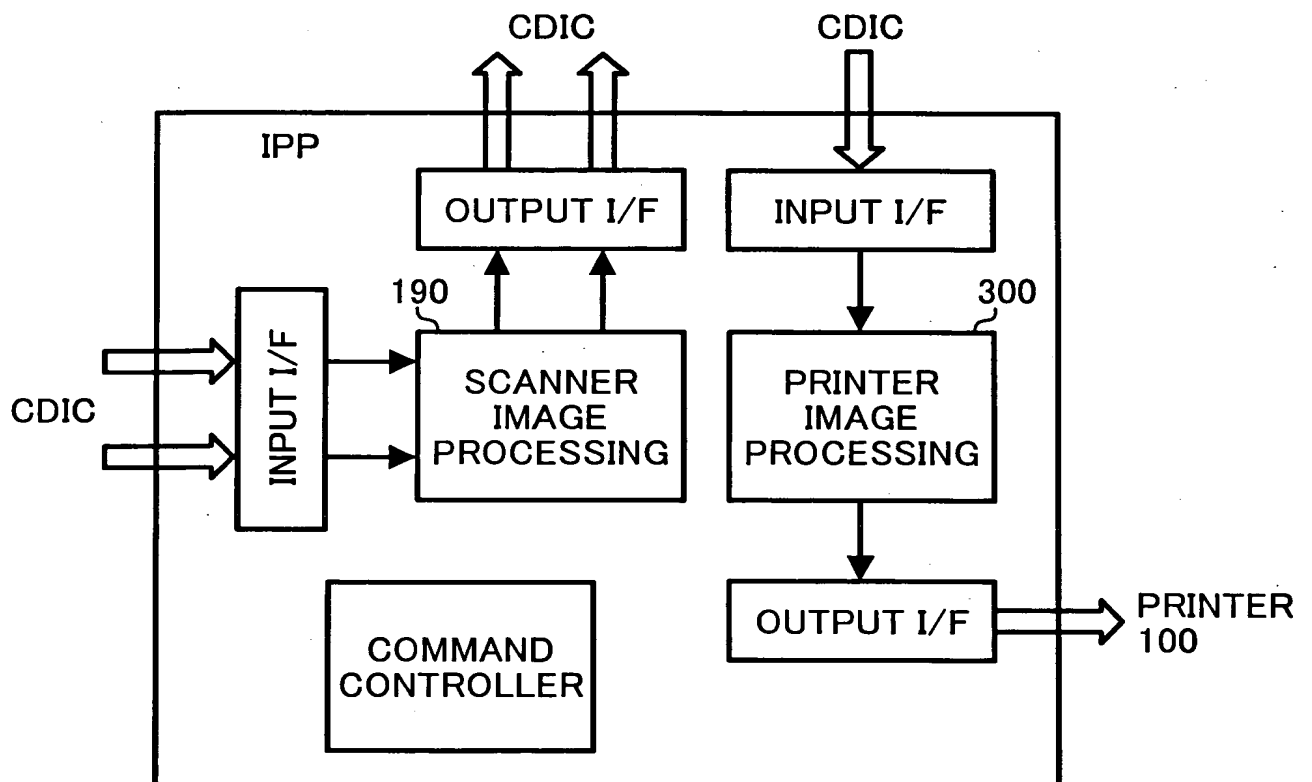 CDIC
CDIC
IPP
OUTPUT I/F
INPUT I/F
190
300
INPUT I/F
SCANNER
IMAGE
PROCESSING
PRINTER
IMAGE
PROCESSING
CDIC
COMMAND
CONTROLLER
OUTPUT I/F
PRINTER
100